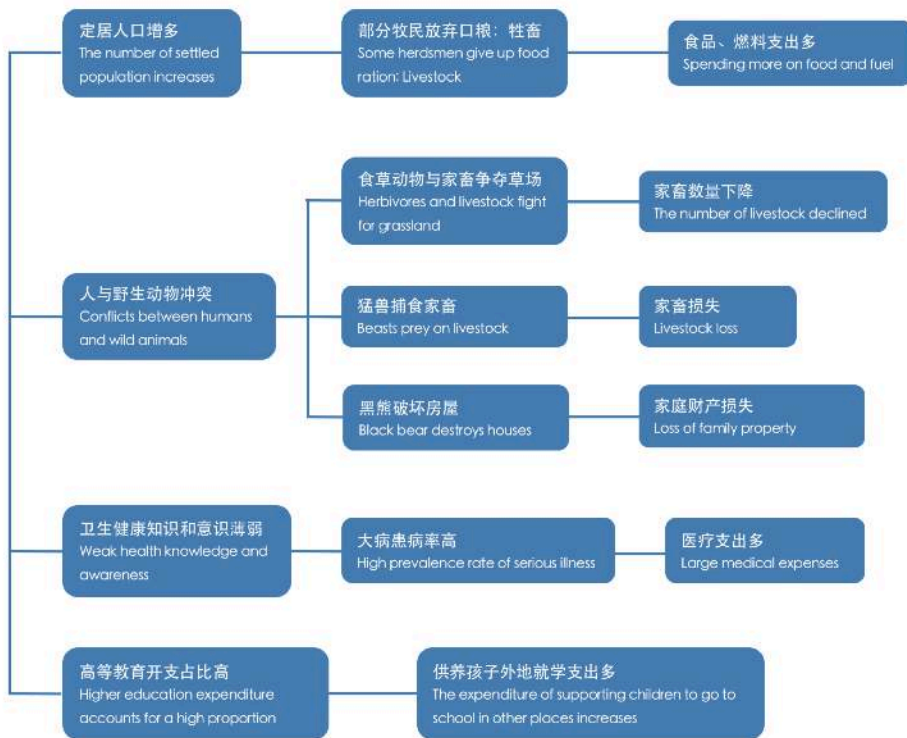 定居人口增多
The number of settled
population increases
部分牧民放弃口粮：牲畜
Some herdsmen give up food
ration: Livestock
食品、燃料支出多
Spending more on food and fuel
食草动物与家畜争夺草场
Herbivores and livestock fight
for grassland
家畜数量下降
The number of livestock declined
人与野生动物冲突
Conflicts between humans
and wild animals
猛兽捕食家畜
Beasts prey on livestock
家畜损失
Livestock loss
黑熊破坏房屋
Black bear destroys houses
家庭财产损失
Loss of family property
卫生健康知识和意识薄弱
Weak health knowledge and
awareness
大病患病率高
High prevalence rate of serious illness
医疗支出多
Large medical expenses
高等教育开支占比高
Higher education expenditure
accounts for a high proportion
供养孩子外地就学支出多
The expenditure of supporting children to go to
school in other places increases